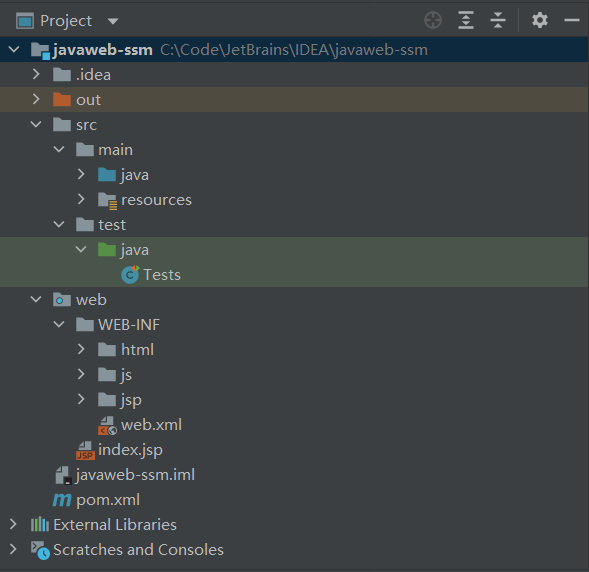 Project
javaweb-ssm C:\Code\JetBrains\IDEA\javaweb-ssm
.idea
out
src
main
java
resources
test
java
C Tests
web
WEB-INF
html
js
jsp
web.xml
JSP index.jsp
javaweb-ssm.iml
m pom.xml
External Libraries
Scratches and Consoles